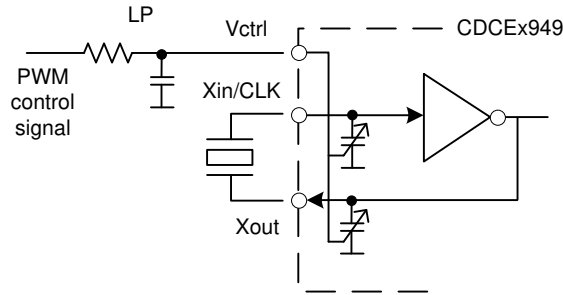 LP
Vctrl
CDCEx949
PWM
control
signal
Xin/CLK
Xout